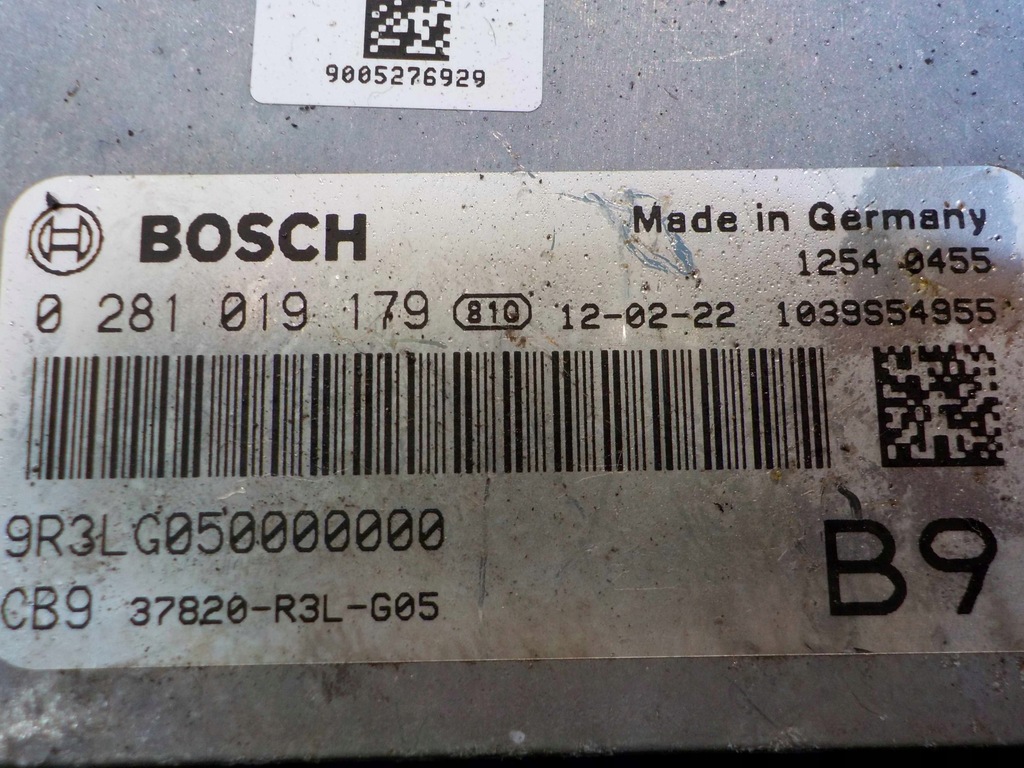 9005276929
BOSCH
Made in Germany
1254 0455
0 281 019 179 810 12-02-22 1039S54955
9R3LG050000000
CB9 37820-R3L-G05
B9